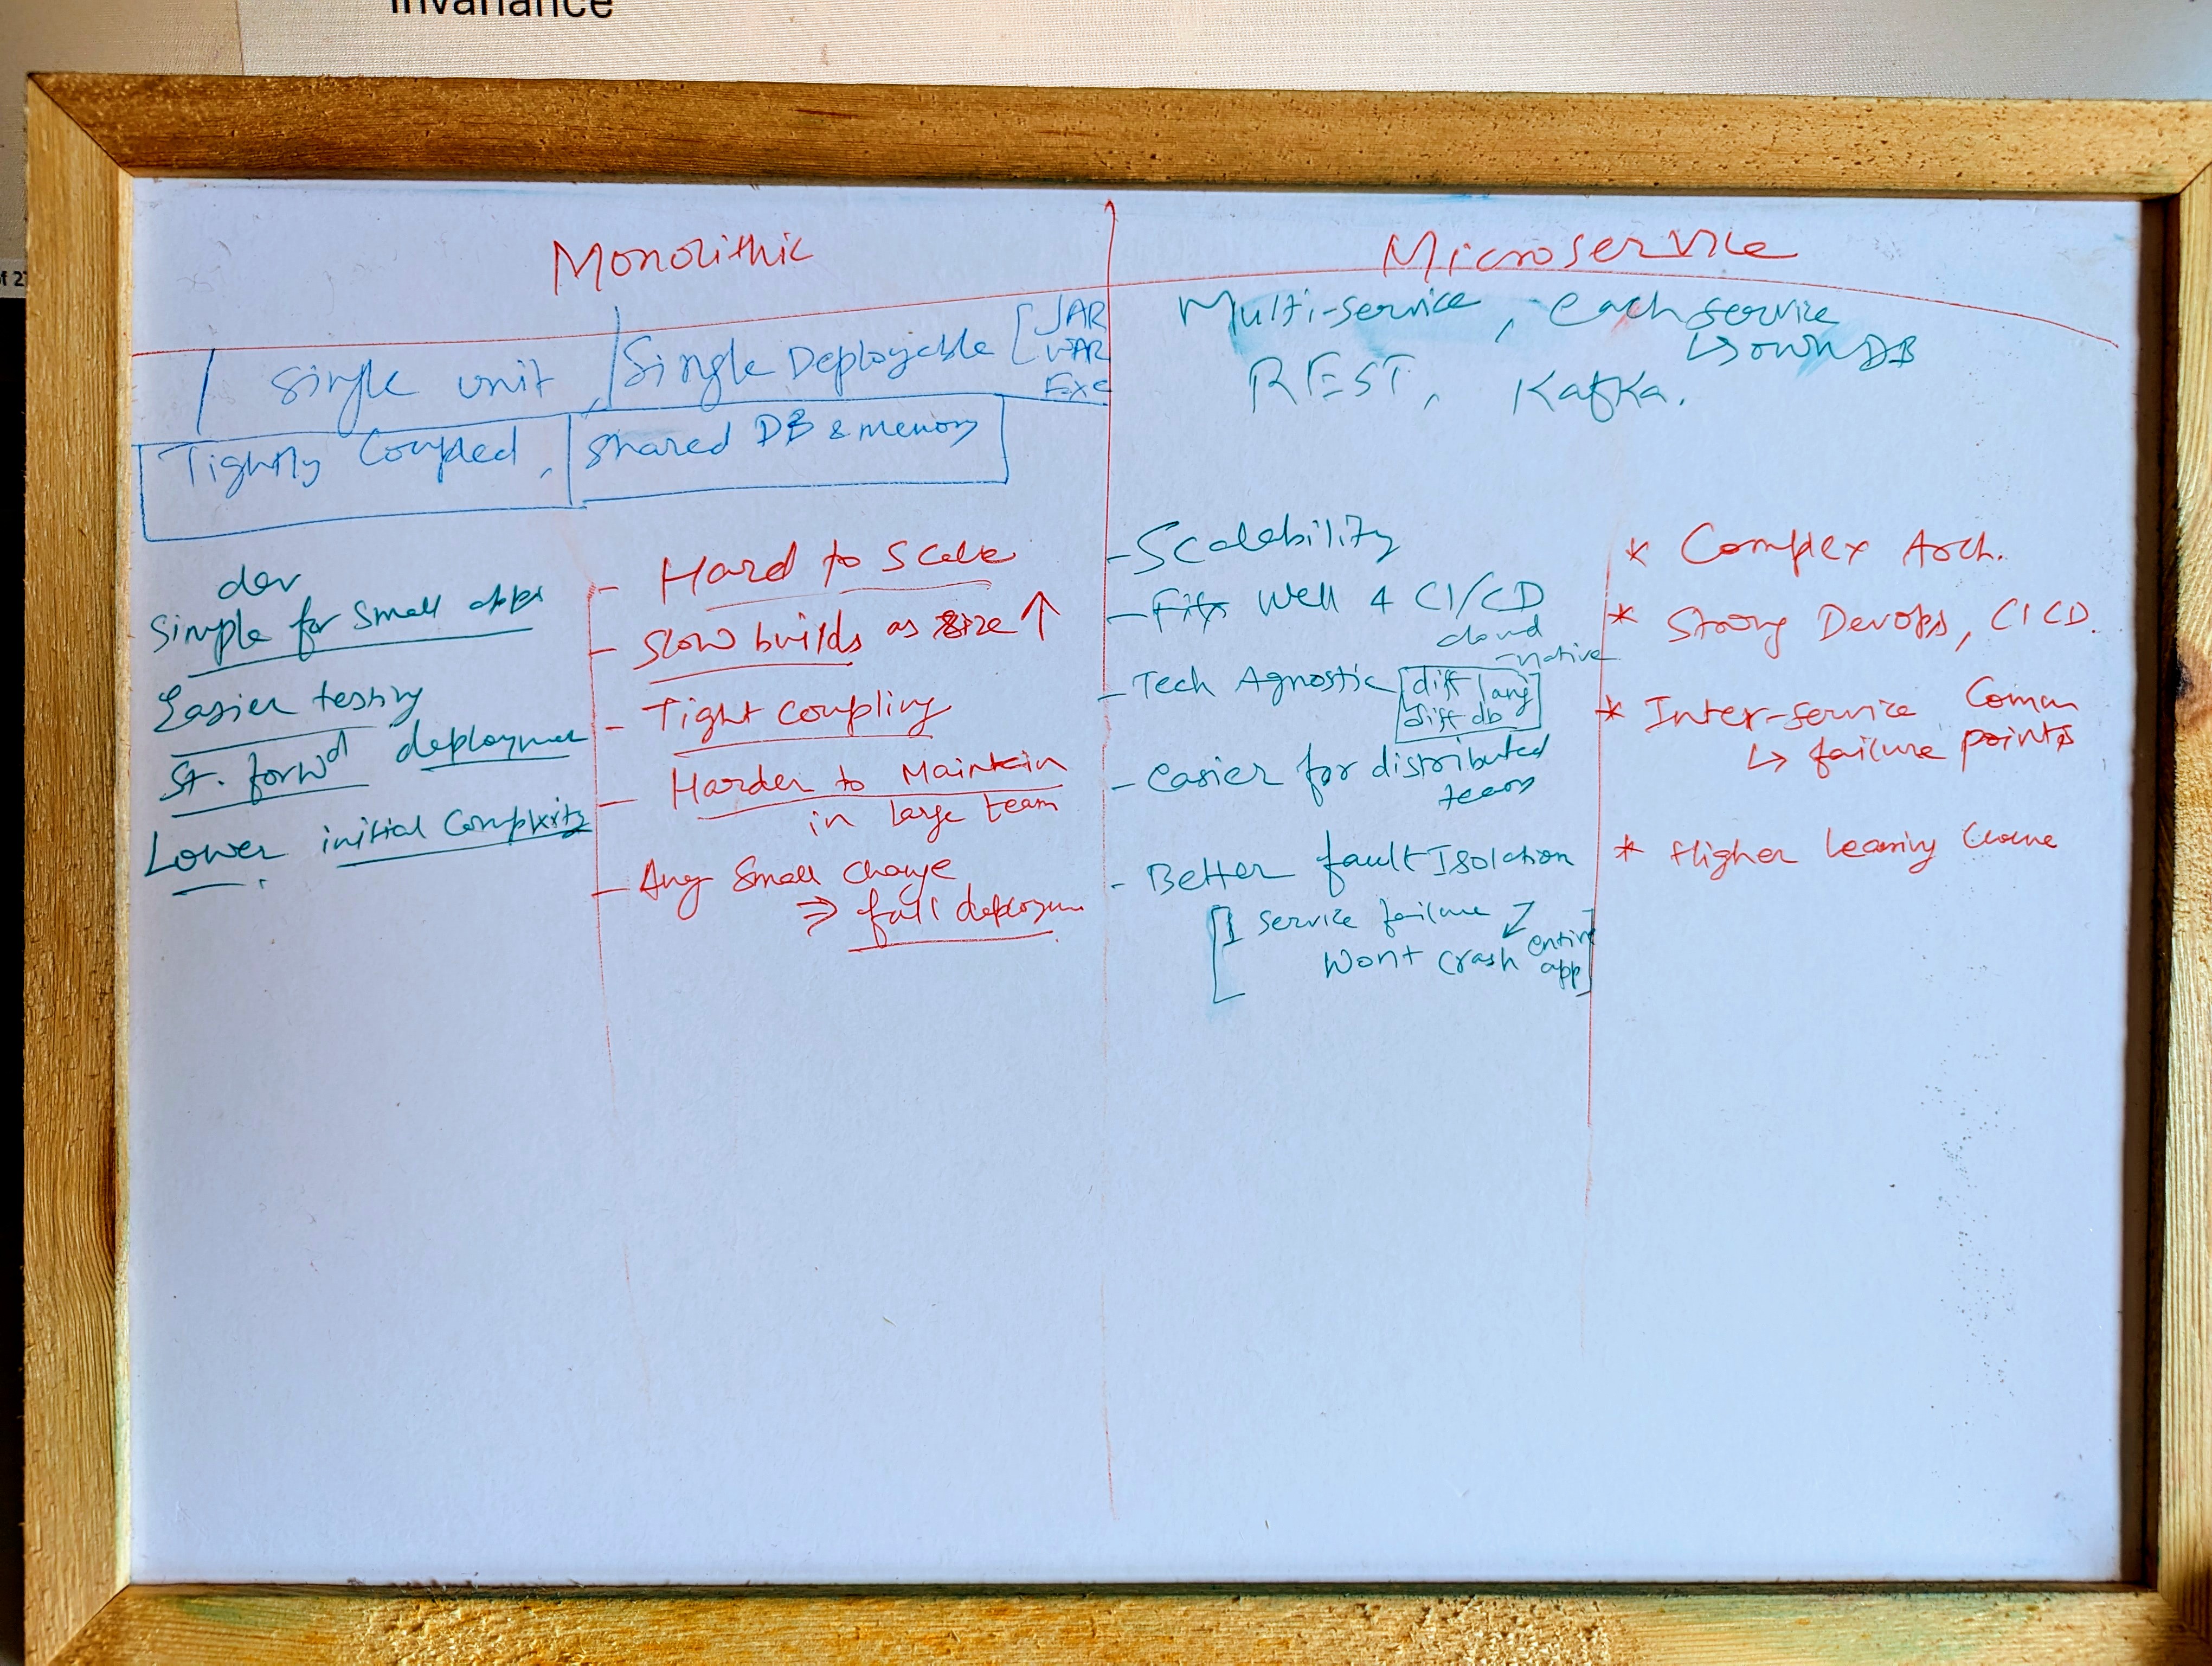 invariance
of 27
Monolithic
Single unit, Single Deployable [JAR
WAR
Exe
Tightly Coupled, shared DB & memory
dev
Simple for small apps
Easier testing
St. forwd deployment
Lower initial complexity
- Hard to scale
- Slow builds as size ↑
- Tight coupling
- Harder to Maintain
in large team
- Any small change
⇒ full deploym
Microservice
Multi-service, each service
↳ own DB
REST, Kafka.
- Scalability
- Fits well 4 CI/CD
cloud
-native
- Tech Agnostic [diff lang
diff db]
- easier for distributed
teams
- Better fault Isolation
[1 service failure
wont crash entire
app]
* Complex Arch.
* Strong Devops, CICD.
* Inter-service Comm
↳ failure points
* Higher learning curve